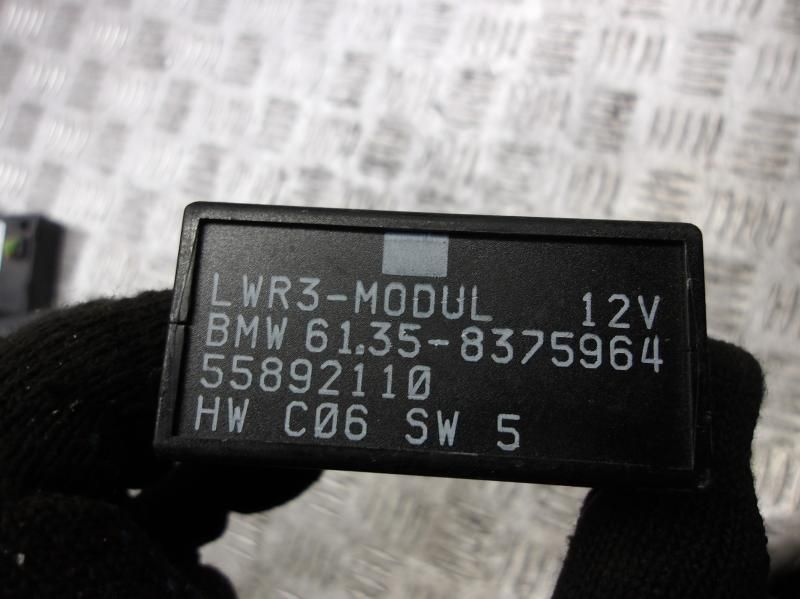 LWR3-MODUL 12V
BMW 61.35-8375964
55892110
HW C06 SW 5